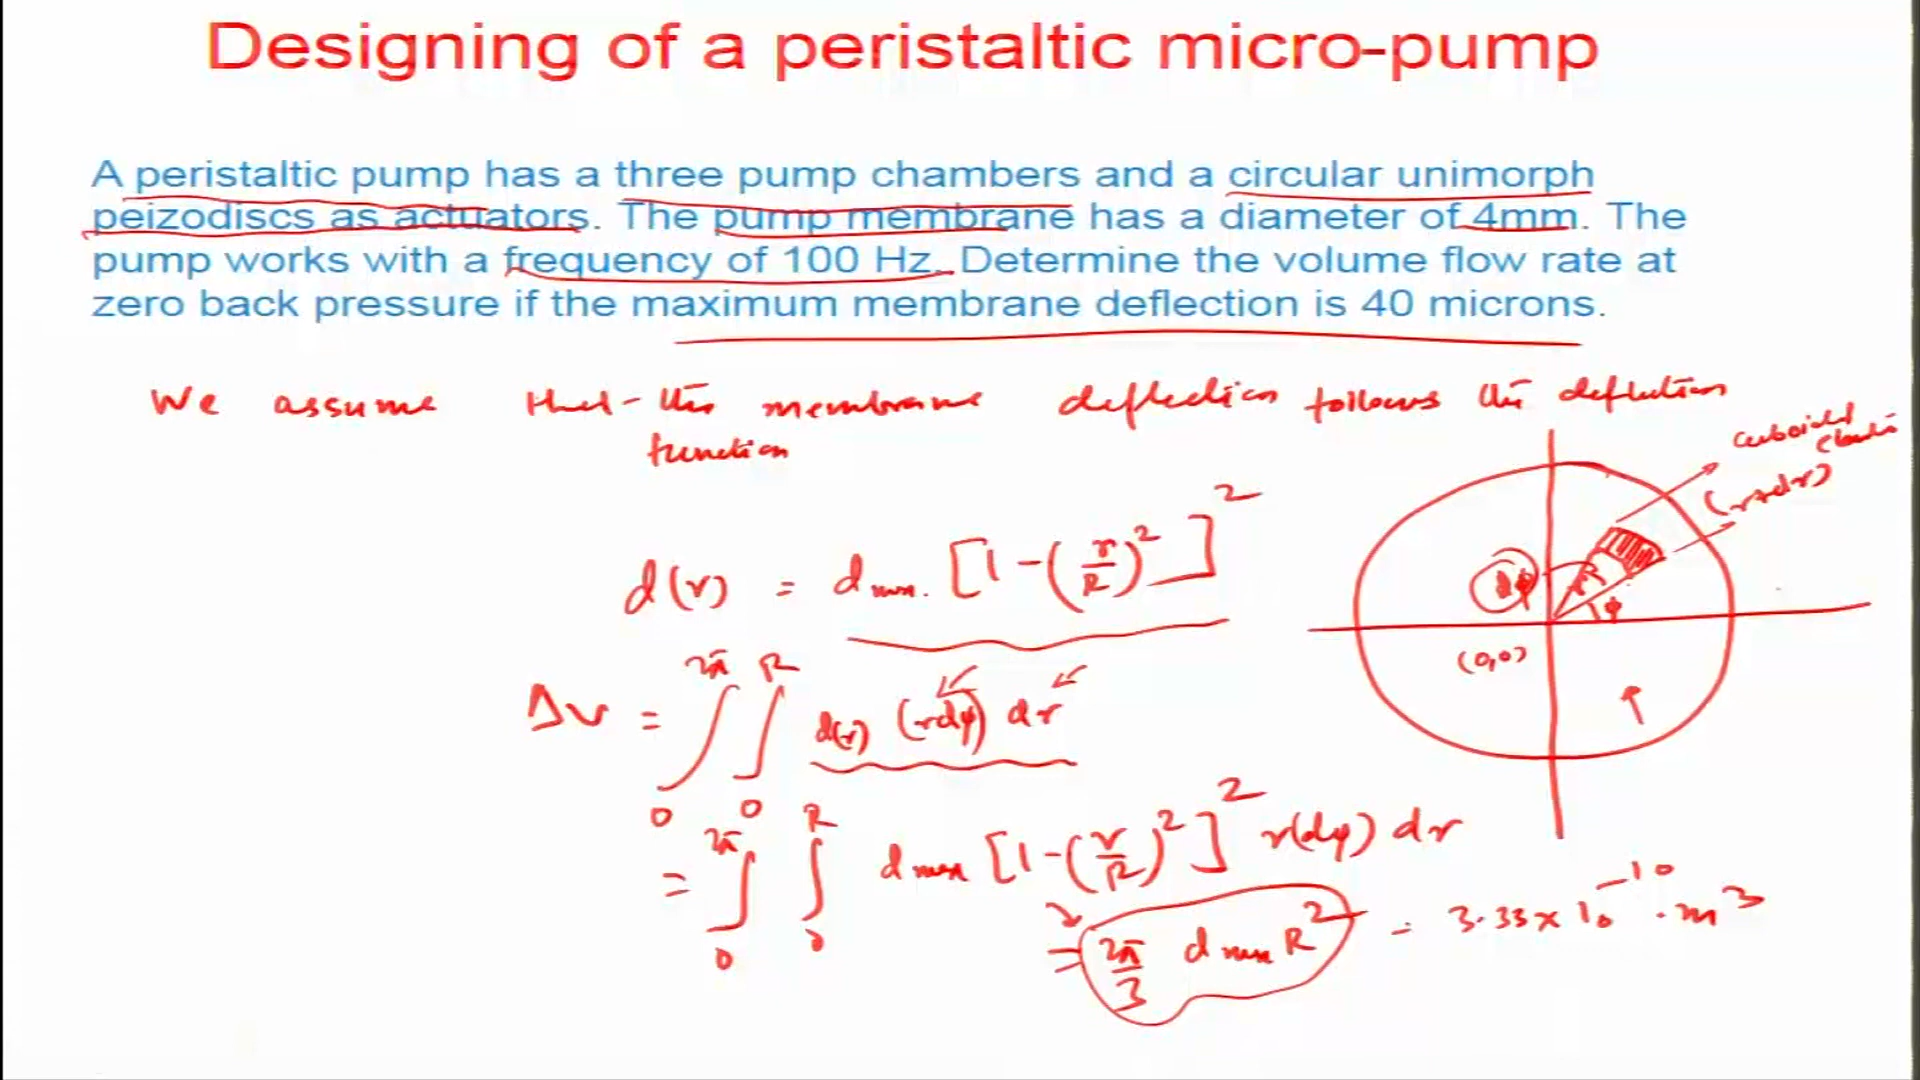 Designing of a peristaltic micro-pump
A peristaltic pump has a three pump chambers and a circular unimorph
peizodiscs as actuators. The pump membrane has a diameter of 4mm. The
pump works with a frequency of 100 Hz. Determine the volume flow rate at
zero back pressure if the maximum membrane deflection is 40 microns.
We assume that the membrane deflection follows the deflection
function
cuboidal
(r+dr)
d(r) = dmax. [1-(r/R)²]²
dφ
r
φ
(0,0)
Δv = ∫₀^2π ∫₀^R d(r) (rdφ) dr
= ∫₀^2π ∫₀^R dmax [1-(r/R)²]² r(dφ) dr
= 2π/3 dmax R² = 3.33 x 10⁻¹⁰ . m³